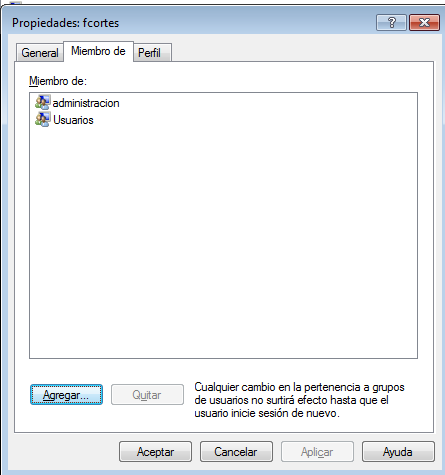 Propiedades: fcortes
General Miembro de Perfil
Miembro de:
administracion
Usuarios
Agregar... Quitar
Cualquier cambio en la pertenencia a grupos
de usuarios no surtirá efecto hasta que el
usuario inicie sesión de nuevo.
Aceptar Cancelar Aplicar Ayuda